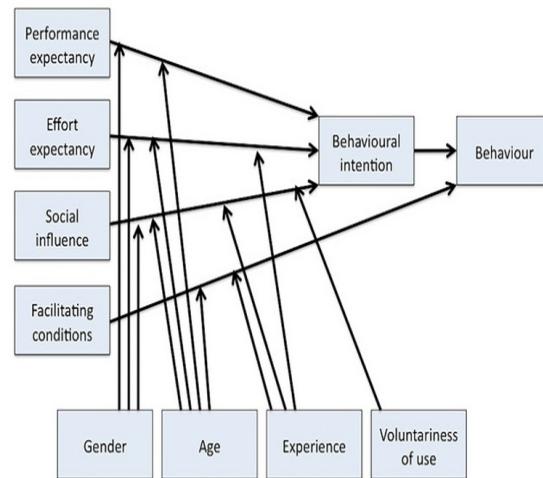 Performance
expectancy
Effort
expectancy
Behavioural
intention
Behaviour
Social
influence
Facilitating
conditions
Gender
Age
Experience
Voluntariness
of use